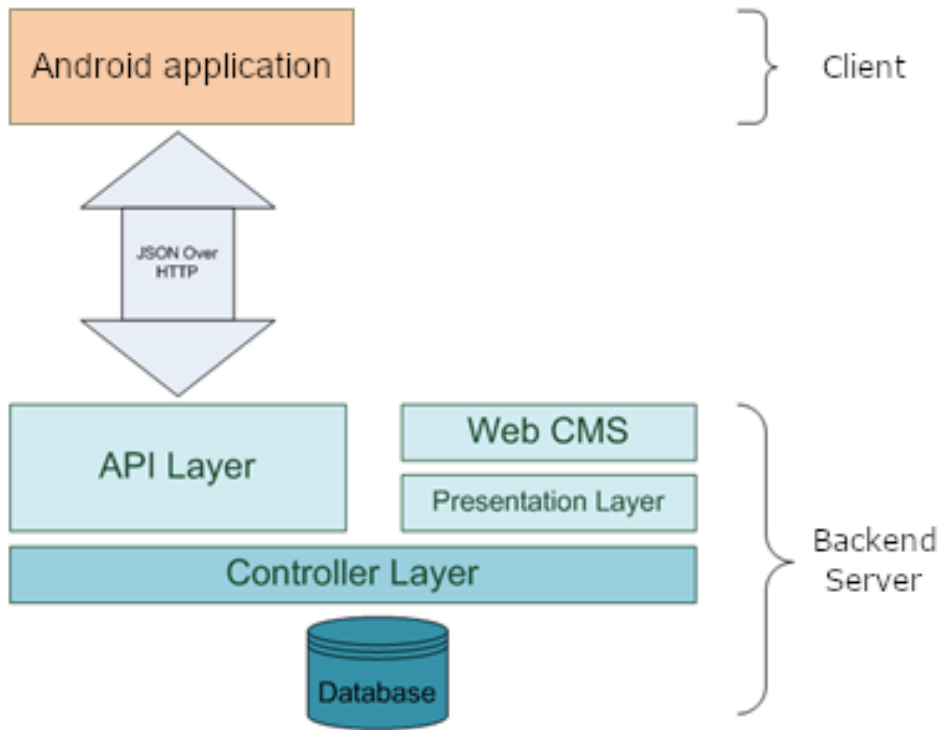 Android application
Client
JSON Over
HTTP
API Layer
Web CMS
Presentation Layer
Controller Layer
Backend
Server
Database